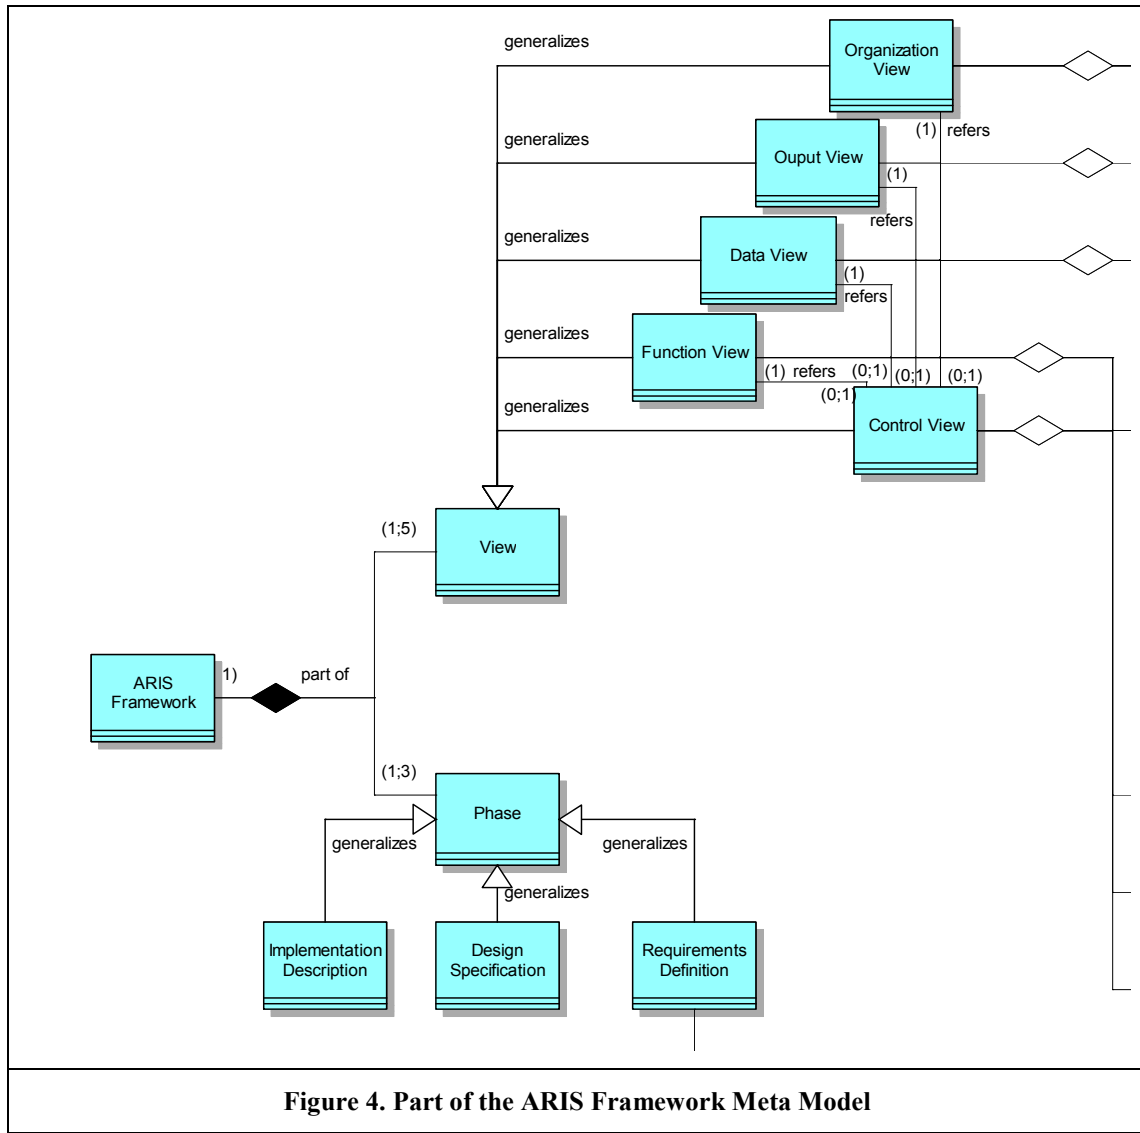 generalizes
Organization
View
(1) refers
generalizes
Ouput View
(1)
refers
generalizes
Data View
(1)
refers
generalizes
Function View
(1) refers
(0;1)
(0;1)
(0;1)
(0;1)
generalizes
Control View
(1;5)
View
ARIS
Framework
1)
part of
(1;3)
Phase
generalizes
generalizes
generalizes
Implementation
Description
Design
Specification
Requirements
Definition
Figure 4. Part of the ARIS Framework Meta Model